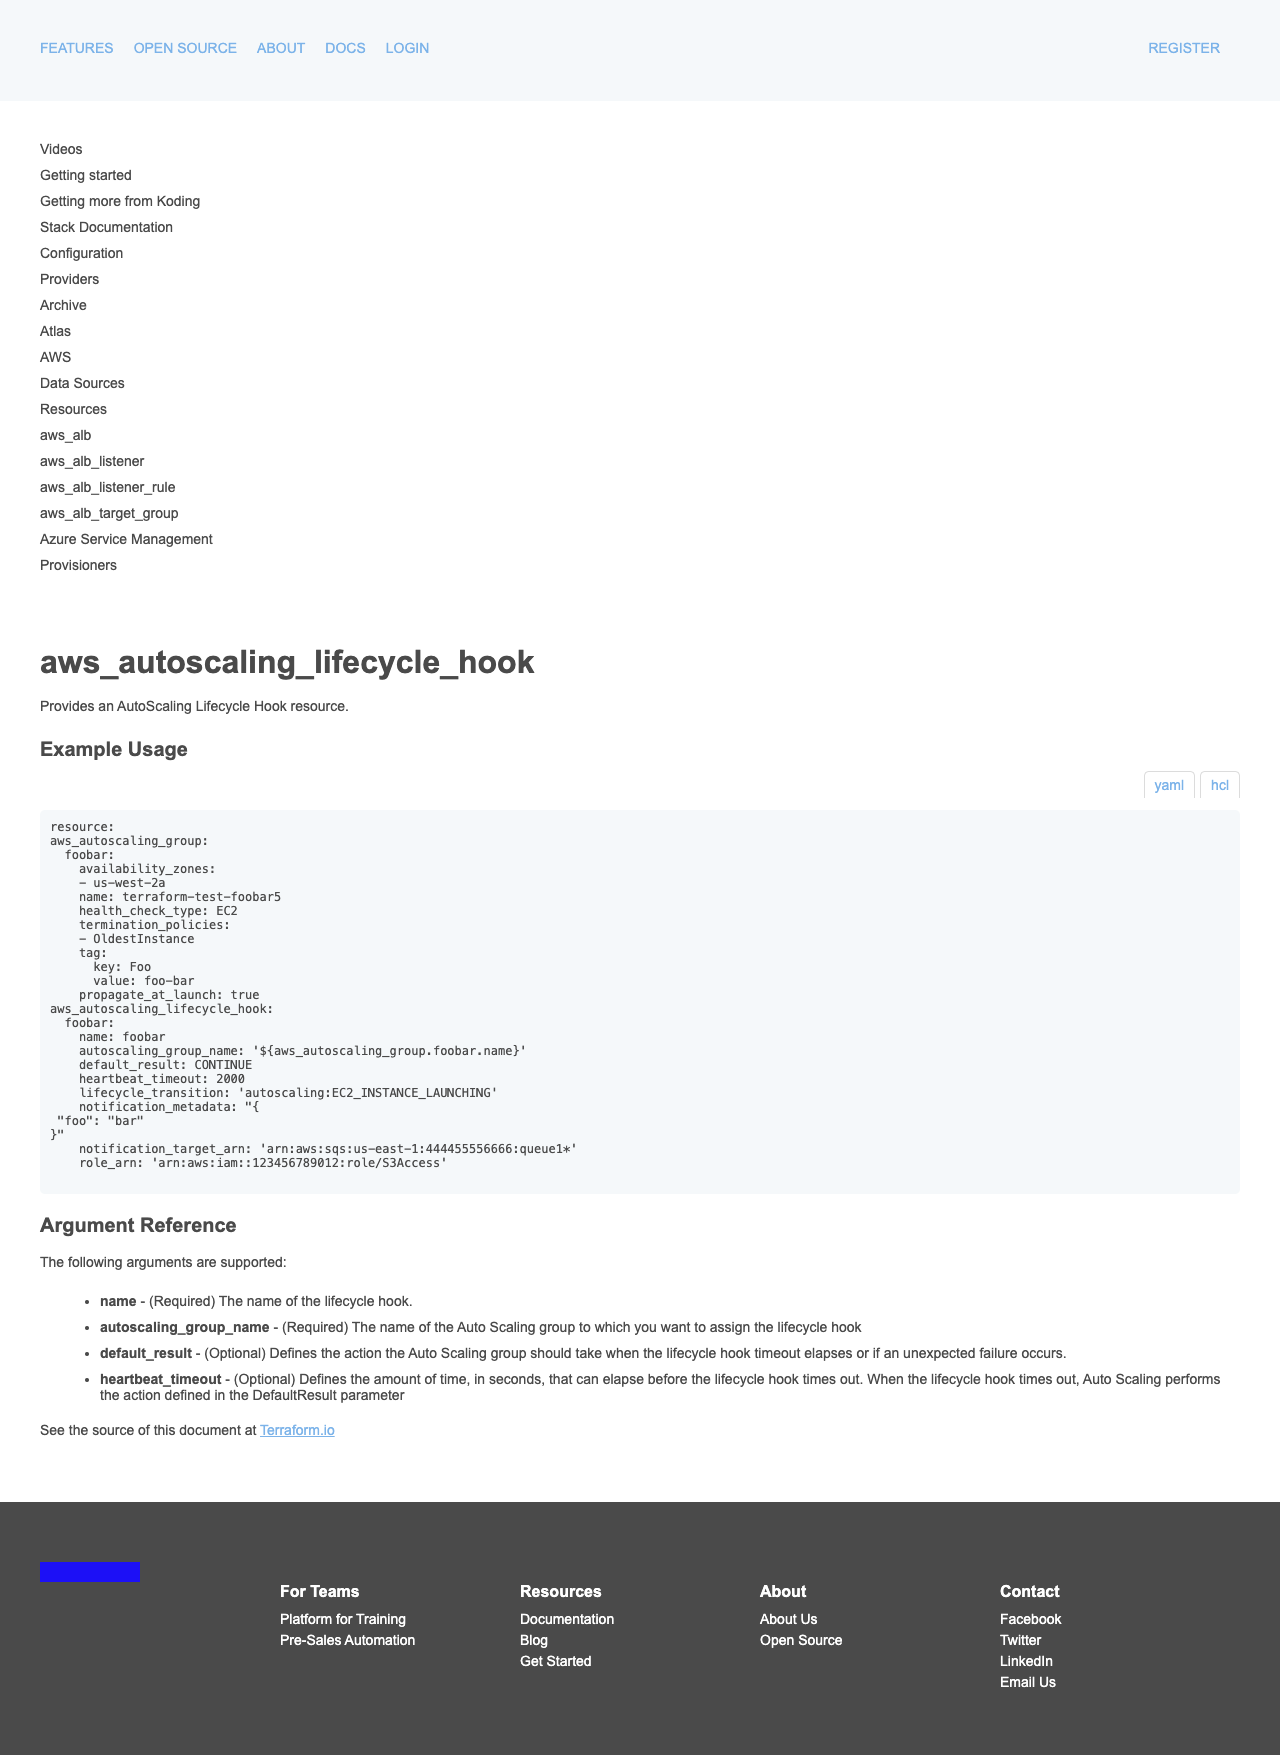 FEATURES OPEN SOURCE ABOUT DOCS LOGIN REGISTER
Videos
Getting started
Getting more from Koding
Stack Documentation
Configuration
Providers
Archive
Atlas
AWS
Data Sources
Resources
aws_alb
aws_alb_listener
aws_alb_listener_rule
aws_alb_target_group
Azure Service Management
Provisioners
aws_autoscaling_lifecycle_hook
Provides an AutoScaling Lifecycle Hook resource.
Example Usage
yaml hcl
resource:
aws_autoscaling_group:
  foobar:
    availability_zones:
    - us-west-2a
    name: terraform-test-foobar5
    health_check_type: EC2
    termination_policies:
    - OldestInstance
    tag:
      key: Foo
      value: foo-bar
    propagate_at_launch: true
aws_autoscaling_lifecycle_hook:
  foobar:
    name: foobar
    autoscaling_group_name: '${aws_autoscaling_group.foobar.name}'
    default_result: CONTINUE
    heartbeat_timeout: 2000
    lifecycle_transition: 'autoscaling:EC2_INSTANCE_LAUNCHING'
    notification_metadata: "{
 "foo": "bar"
}"
    notification_target_arn: 'arn:aws:sqs:us-east-1:444455556666:queue1*'
    role_arn: 'arn:aws:iam::123456789012:role/S3Access'
Argument Reference
The following arguments are supported:
• name - (Required) The name of the lifecycle hook.
• autoscaling_group_name - (Required) The name of the Auto Scaling group to which you want to assign the lifecycle hook
• default_result - (Optional) Defines the action the Auto Scaling group should take when the lifecycle hook timeout elapses or if an unexpected failure occurs.
• heartbeat_timeout - (Optional) Defines the amount of time, in seconds, that can elapse before the lifecycle hook times out. When the lifecycle hook times out, Auto Scaling performs
the action defined in the DefaultResult parameter
See the source of this document at Terraform.io
For Teams
Platform for Training
Pre-Sales Automation
Resources
Documentation
Blog
Get Started
About
About Us
Open Source
Contact
Facebook
Twitter
LinkedIn
Email Us